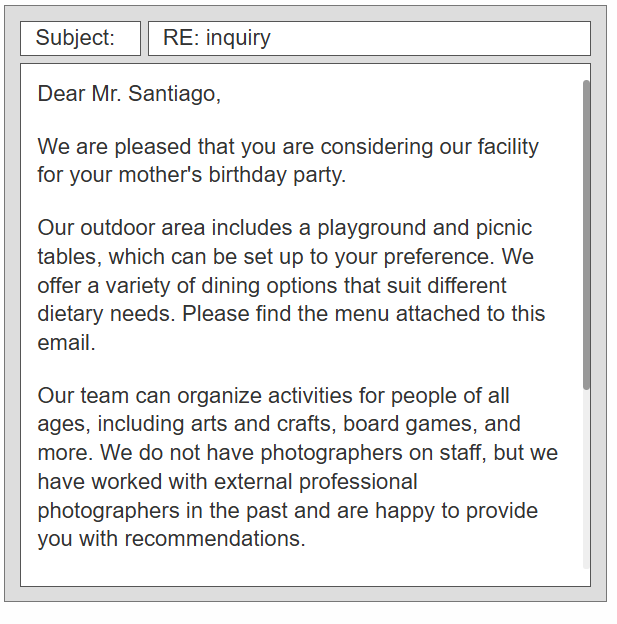 Subject: RE: inquiry
Dear Mr. Santiago,
We are pleased that you are considering our facility
for your mother's birthday party.
Our outdoor area includes a playground and picnic
tables, which can be set up to your preference. We
offer a variety of dining options that suit different
dietary needs. Please find the menu attached to this
email.
Our team can organize activities for people of all
ages, including arts and crafts, board games, and
more. We do not have photographers on staff, but we
have worked with external professional
photographers in the past and are happy to provide
you with recommendations.